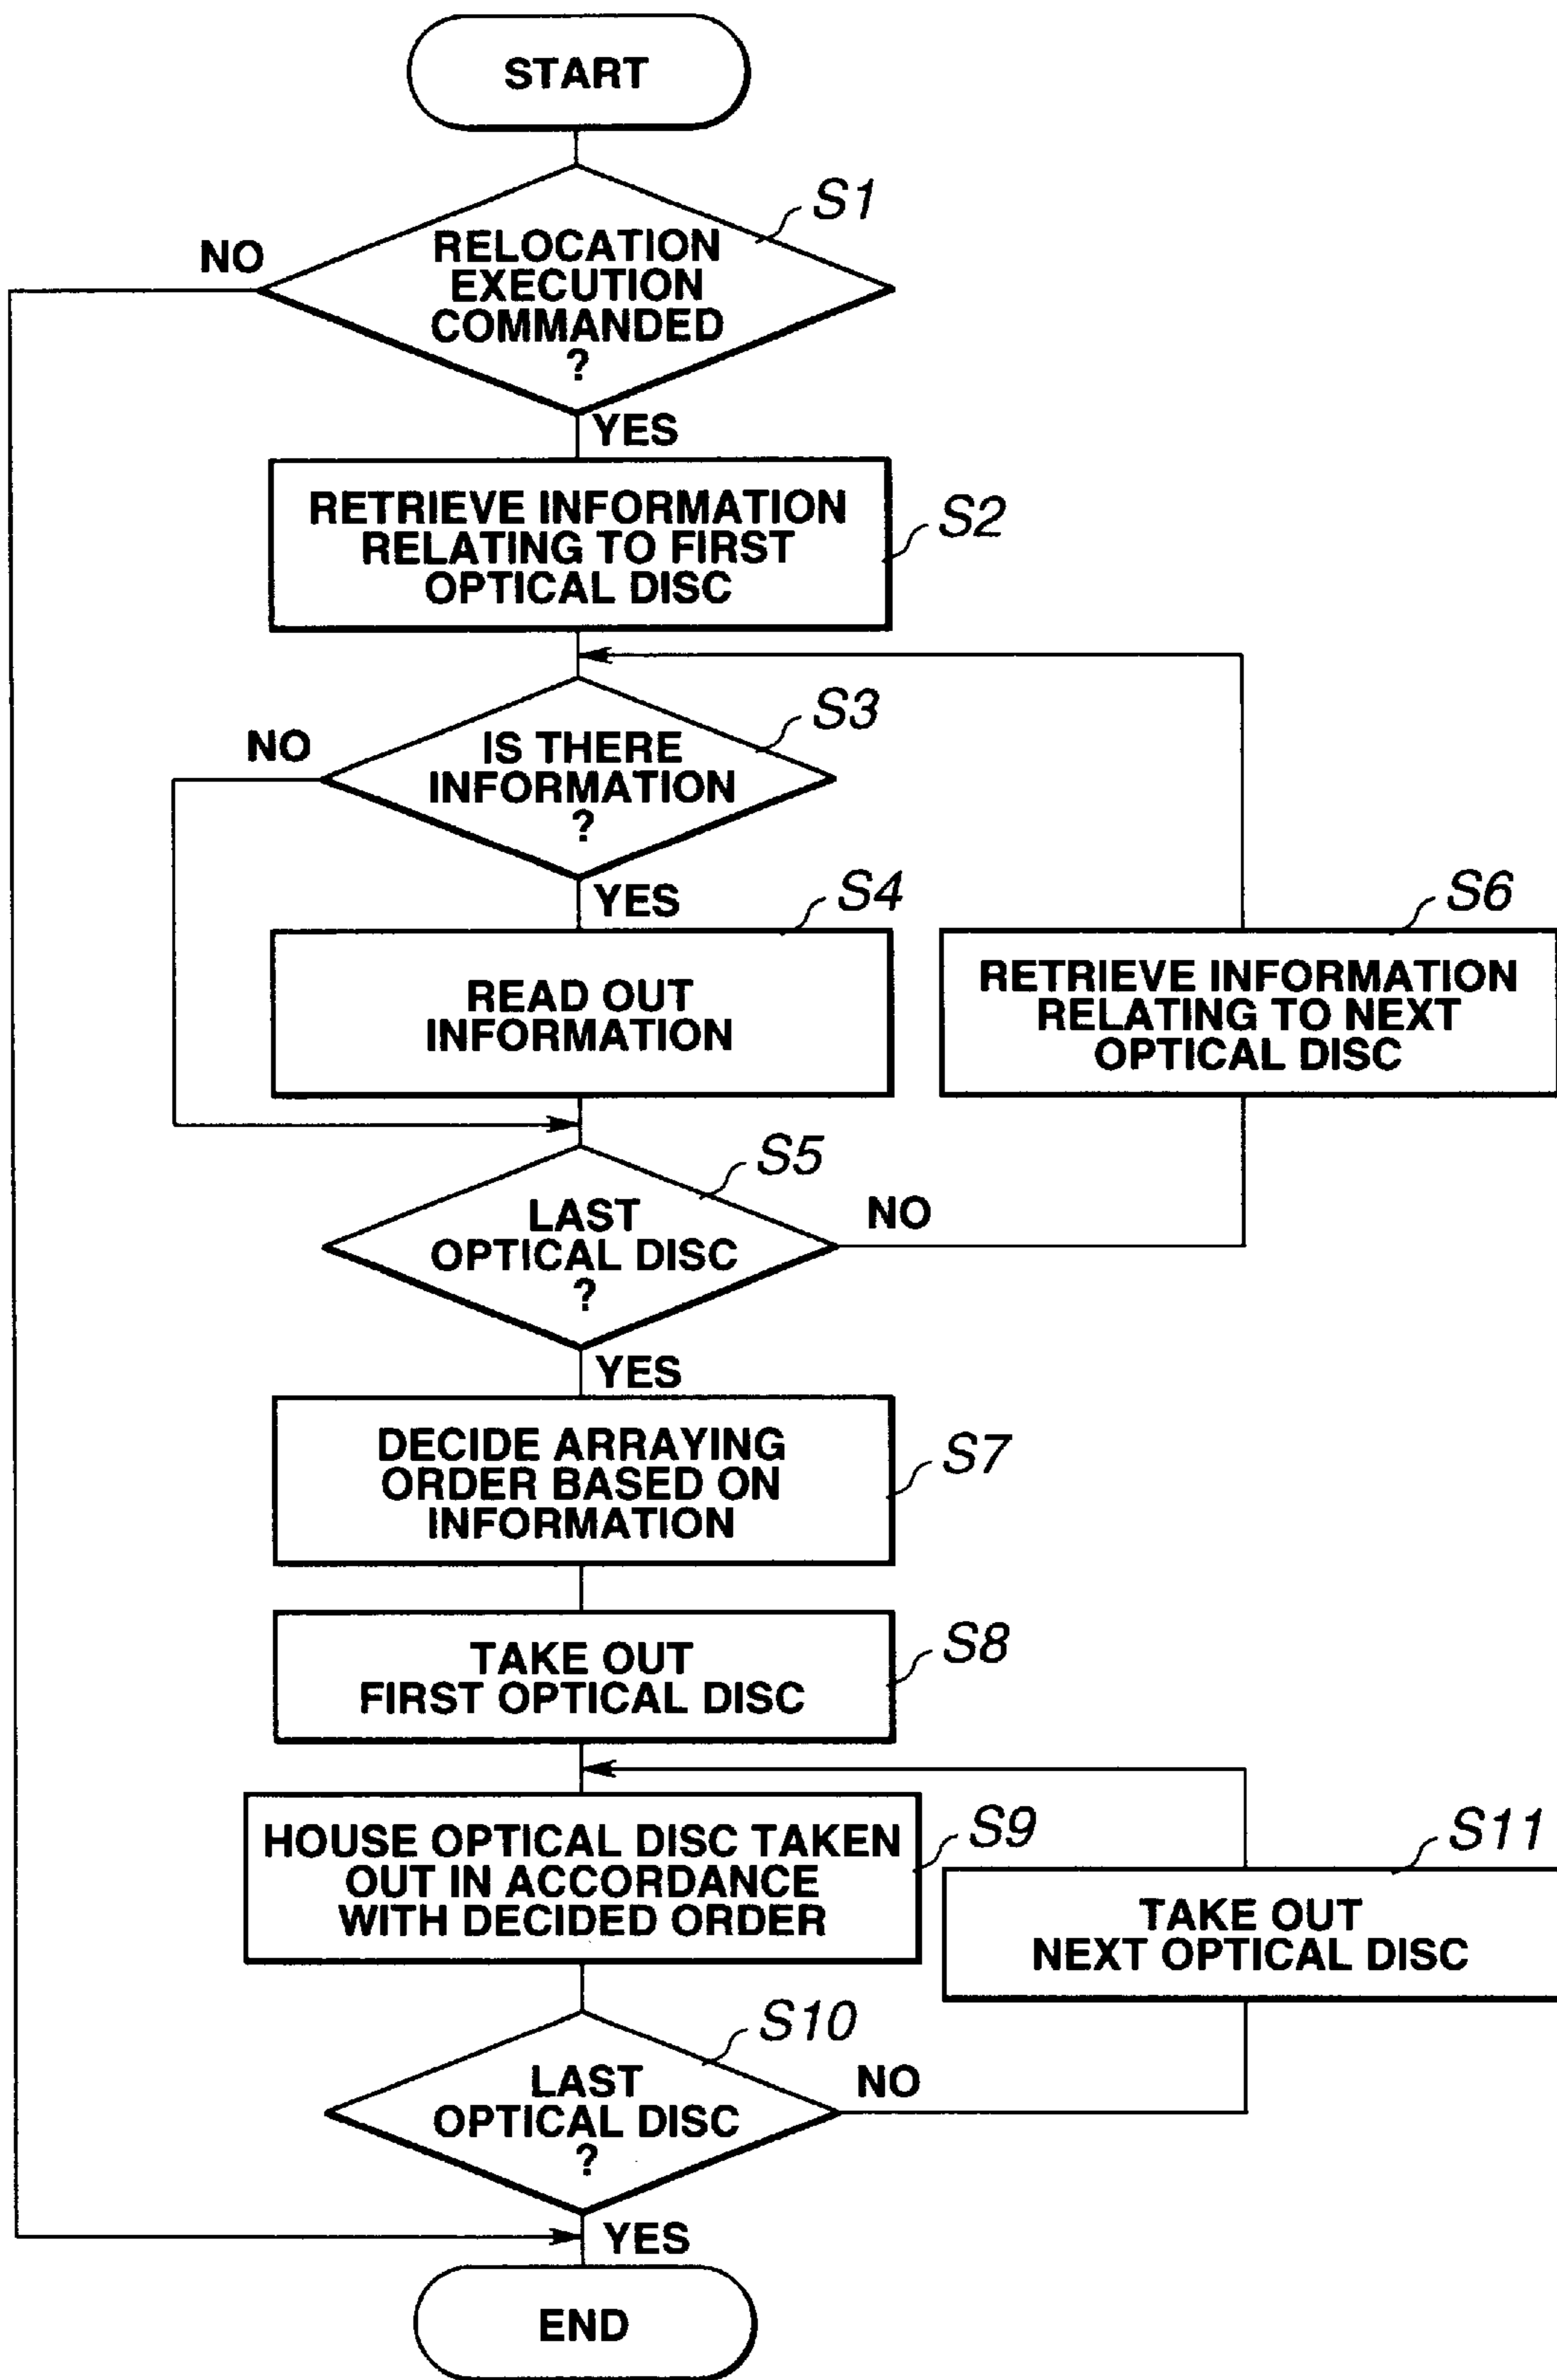 START
S1
NO
RELOCATION
EXECUTION
COMMANDED
?
YES
RETRIEVE INFORMATION
RELATING TO FIRST
OPTICAL DISC
S2
S3
NO
IS THERE
INFORMATION
?
YES
S4
READ OUT
INFORMATION
S6
RETRIEVE INFORMATION
RELATING TO NEXT
OPTICAL DISC
S5
LAST
OPTICAL DISC
?
NO
YES
DECIDE ARRAYING
ORDER BASED ON
INFORMATION
S7
TAKE OUT
FIRST OPTICAL DISC
S8
HOUSE OPTICAL DISC TAKEN
OUT IN ACCORDANCE
WITH DECIDED ORDER
S9
S11
TAKE OUT
NEXT OPTICAL DISC
S10
LAST
OPTICAL DISC
?
NO
YES
END